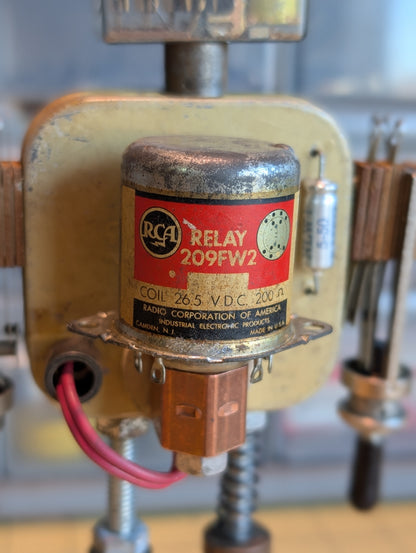 RCA
RELAY
209FW2
COIL 26.5 V.D.C. 200 Ω
RADIO CORPORATION OF AMERICA
INDUSTRIAL ELECTRONIC PRODUCTS
CAMDEN, N.J. MADE IN U.S.A.